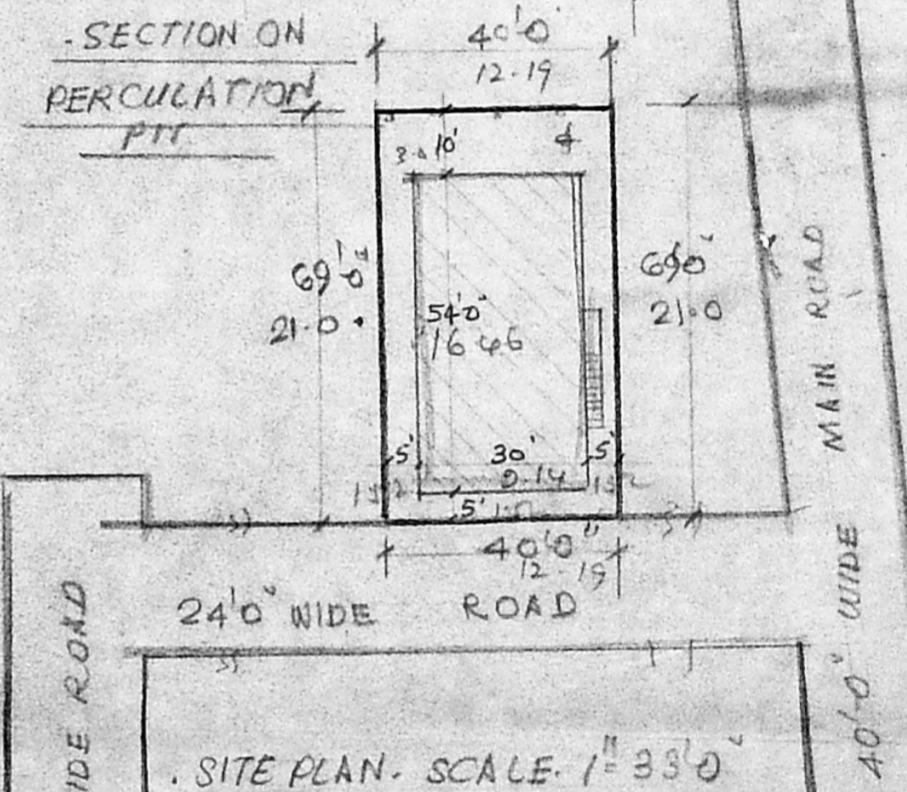 . SECTION ON
PERCULATION
PIT
40'0"
12.19
10'
69'0"
21.0
54'0"
16.46
69'0"
21.0
5'
30'
5'
9.14
5'
40'0"
12.19
24'0" WIDE ROAD
IDE ROAD
40'-0" WIDE MAIN ROAD
. SITE PLAN. SCALE. 1"=33'0"